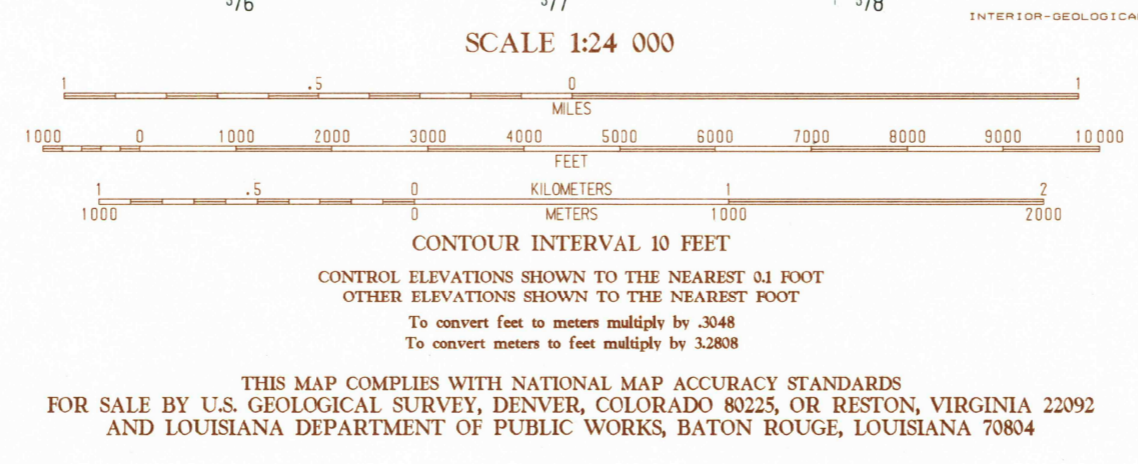 376 377 378
INTERIOR-GEOLOGICA
SCALE 1:24 000
1 .5 0 1
MILES
1000 0 1000 2000 3000 4000 5000 6000 7000 8000 9000 10 000
FEET
1 .5 0 KILOMETERS 1 2
1000 0 METERS 1000 2000
CONTOUR INTERVAL 10 FEET
CONTROL ELEVATIONS SHOWN TO THE NEAREST 0.1 FOOT
OTHER ELEVATIONS SHOWN TO THE NEAREST FOOT
To convert feet to meters multiply by .3048
To convert meters to feet multiply by 3.2808
THIS MAP COMPLIES WITH NATIONAL MAP ACCURACY STANDARDS
FOR SALE BY U.S. GEOLOGICAL SURVEY, DENVER, COLORADO 80225, OR RESTON, VIRGINIA 22092
AND LOUISIANA DEPARTMENT OF PUBLIC WORKS, BATON ROUGE, LOUISIANA 70804